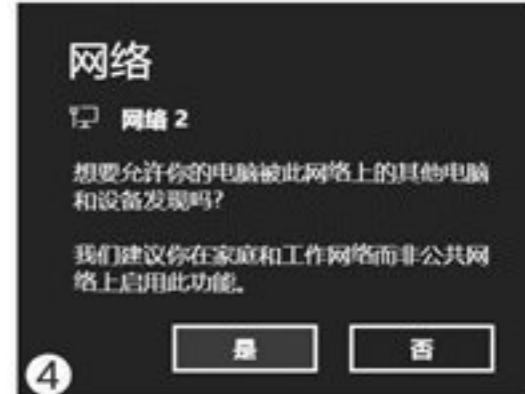 网络
网络 2
想要允许你的电脑被此网络上的其他电脑
和设备发现吗?
我们建议你在家庭和工作网络而非公共网
络上启用此功能。
是
否
4